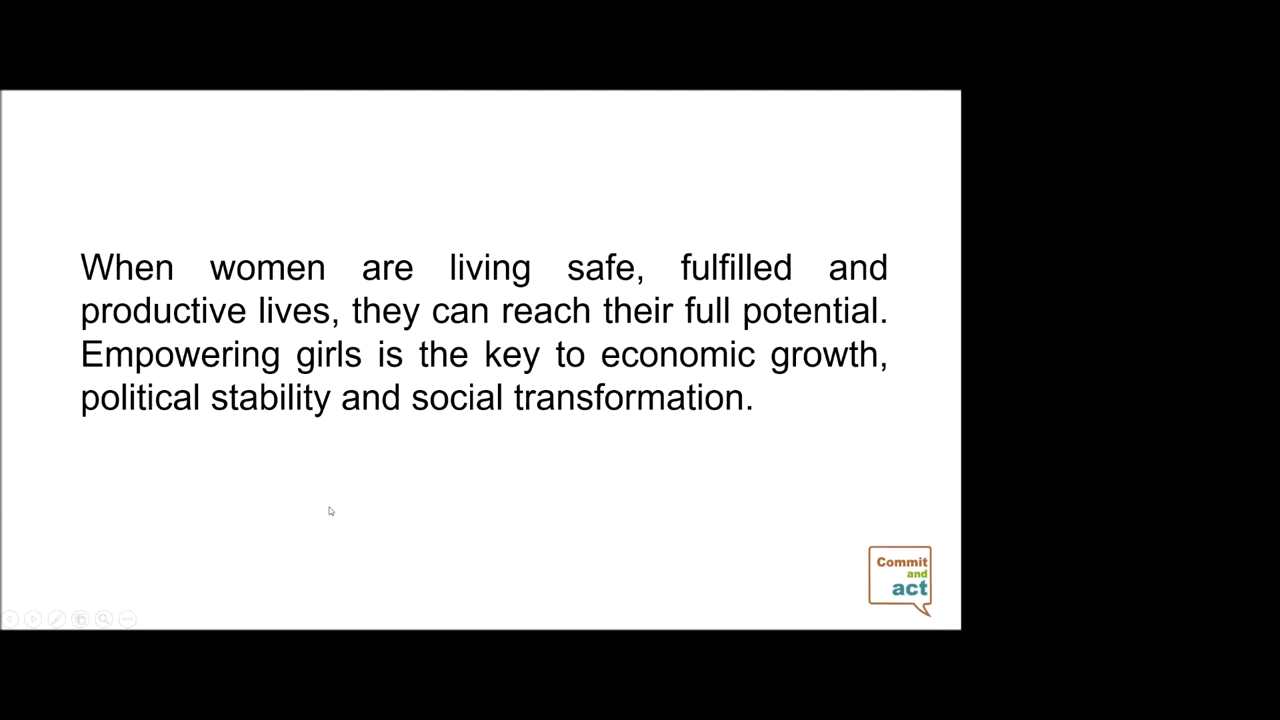 When women are living safe, fulfilled and
productive lives, they can reach their full potential.
Empowering girls is the key to economic growth,
political stability and social transformation.
Commit
and
act